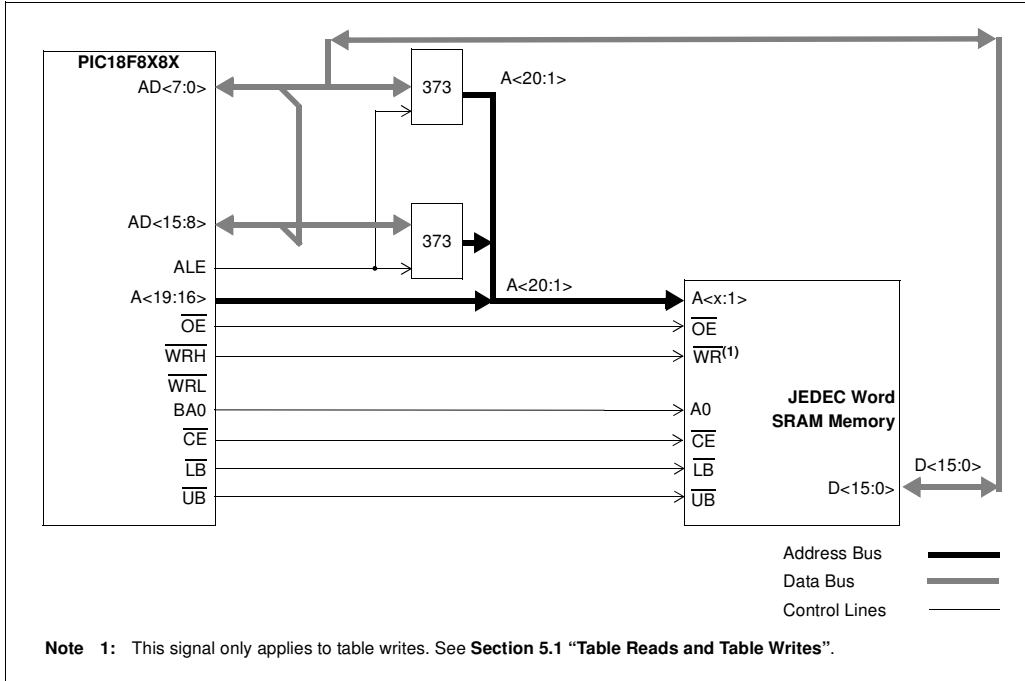 PIC18F8X8X
AD<7:0>
373
A<20:1>
AD<15:8>
373
ALE
A<19:16>
A<20:1>
A<x:1>
OE
OE
WRH
WR(1)
WRL
JEDEC Word
SRAM Memory
BA0
A0
CE
CE
LB
LB
D<15:0>
D<15:0>
UB
UB
Address Bus
Data Bus
Control Lines
Note 1: This signal only applies to table writes. See Section 5.1 “Table Reads and Table Writes”.